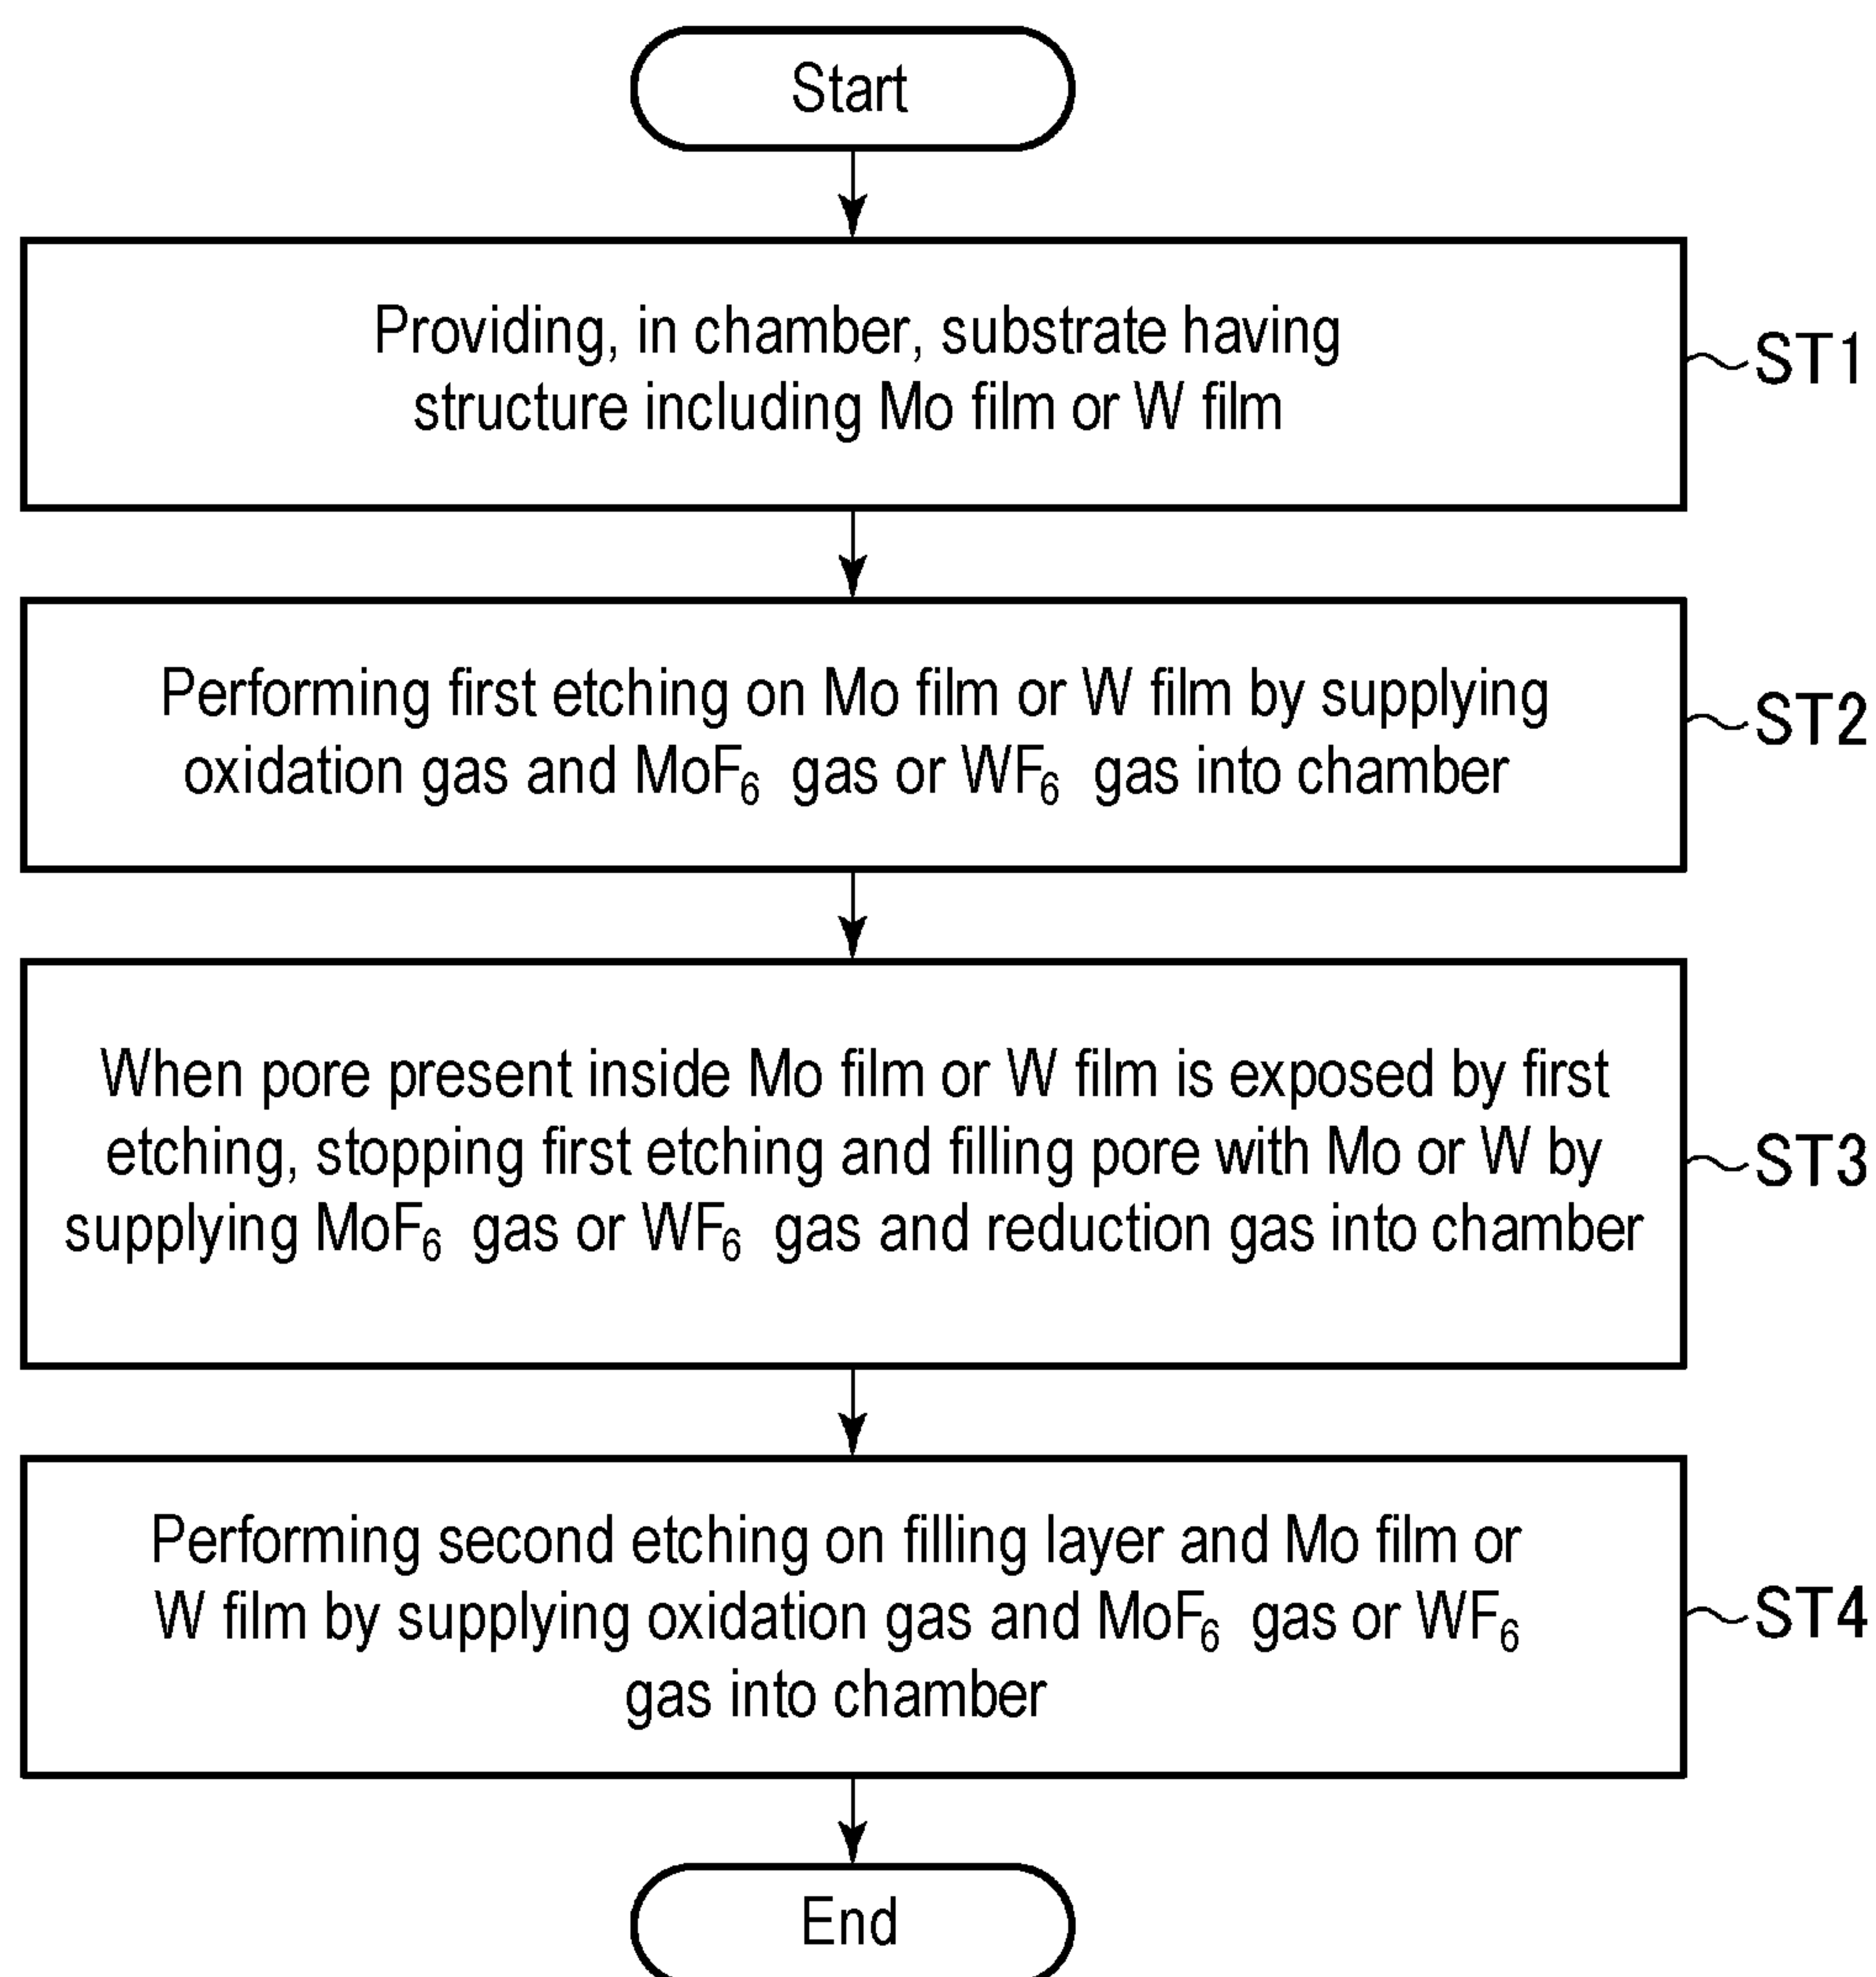 Start
Providing, in chamber, substrate having
structure including Mo film or W film
ST1
Performing first etching on Mo film or W film by supplying
oxidation gas and MoF₆ gas or WF₆ gas into chamber
ST2
When pore present inside Mo film or W film is exposed by first
etching, stopping first etching and filling pore with Mo or W by
supplying MoF₆ gas or WF₆ gas and reduction gas into chamber
ST3
Performing second etching on filling layer and Mo film or
W film by supplying oxidation gas and MoF₆ gas or WF₆
gas into chamber
ST4
End